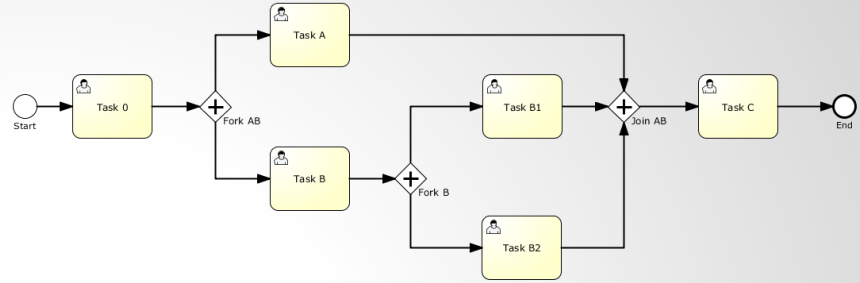 Task A
Start
Task 0
Fork AB
Task B
Fork B
Task B1
Task B2
Join AB
Task C
End